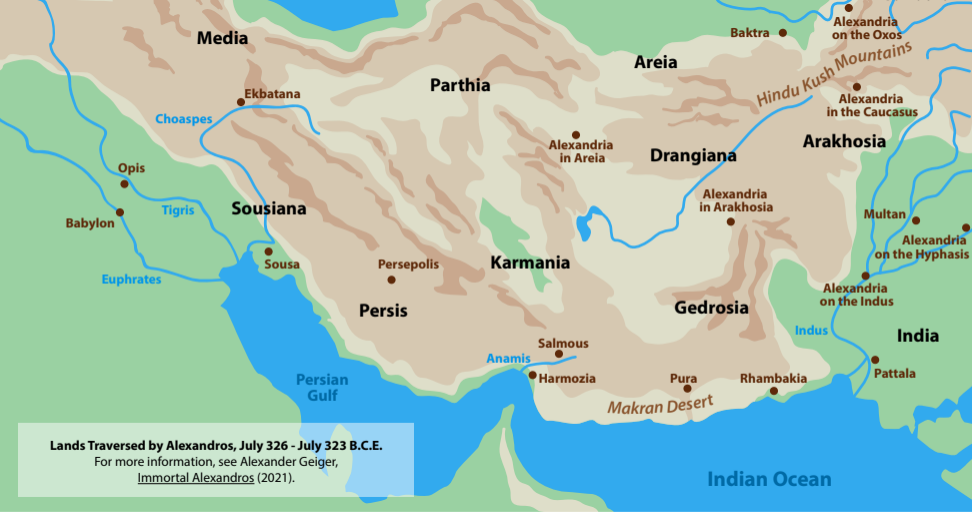 Alexandria
on the Oxos
Baktra
Media
Areia
Hindu Kush Mountains
Parthia
Ekbatana
Alexandria
in the Caucasus
Choaspes
Alexandria
in Areia
Drangiana
Arakhosia
Opis
Alexandria
in Arakhosia
Babylon
Tigris
Sousiana
Multan
Alexandria
on the Hyphasis
Sousa
Persepolis
Karmania
Euphrates
Alexandria
on the Indus
Persis
Gedrosia
Indus
India
Salmous
Anamis
Harmozia
Pura
Rhambakia
Pattala
Persian
Gulf
Makran Desert
Lands Traversed by Alexandros, July 326 - July 323 B.C.E.
For more information, see Alexander Geiger,
Immortal Alexandros (2021).
Indian Ocean